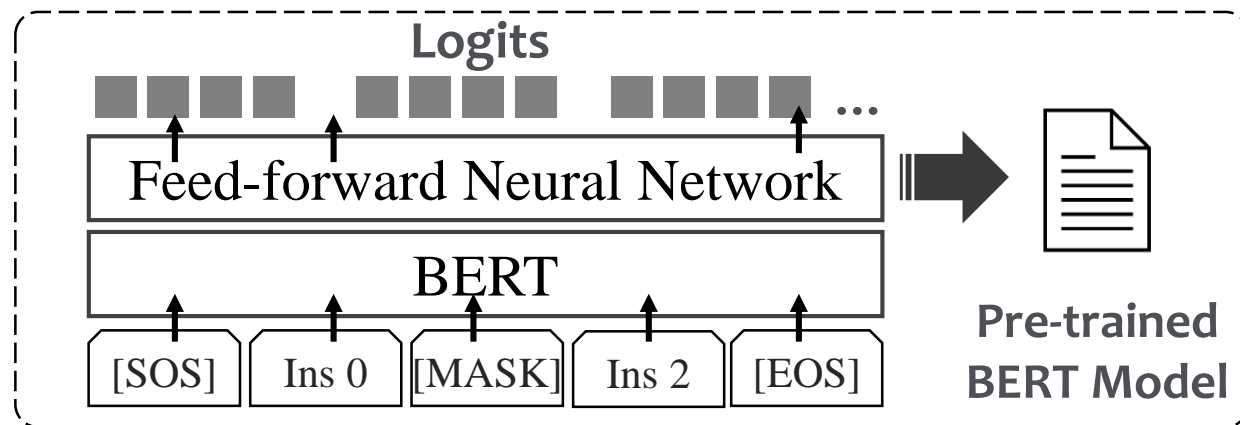 Logits
...
Feed-forward Neural Network
BERT
[SOS] Ins 0 [MASK] Ins 2 [EOS]
Pre-trained
BERT Model